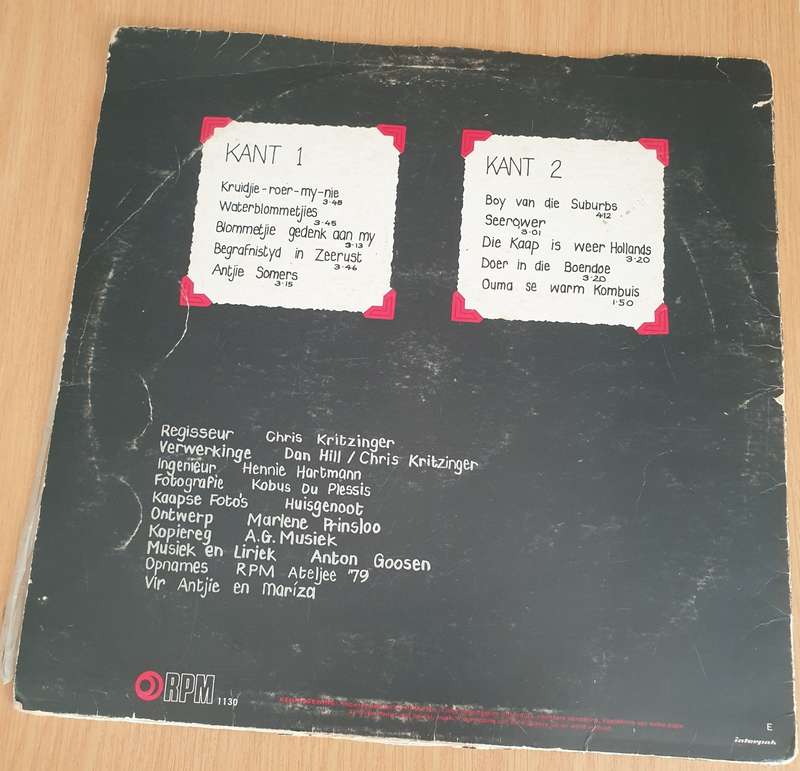 KANT 1
Kruidjie-roer-my-nie
3·48
Waterblommetjies
3·45
Blommetjie gedenk aan my
3·13
Begrafnistyd in Zeerust
3·46
Antjie Somers
3·15
KANT 2
Boy van die Suburbs
4·12
Seerower
3·01
Die Kaap is weer Hollands
3·20
Doer in die Boendoe
3·20
Ouma se warm Kombuis
1·50
Regisseur Chris Kritzinger
Verwerkinge Dan Hill / Chris Kritzinger
Ingenieur Hennie Hartmann
Fotografie Kobus Du Plessis
Kaapse Foto's Huisgenoot
Ontwerp Marlene Prinsloo
Kopiereg A.G. Musiek
Musiek en Liriek Anton Goosen
Opnames RPM Ateljee '79
Vir Antjie en Mariza
RPM 1130
E
interpak